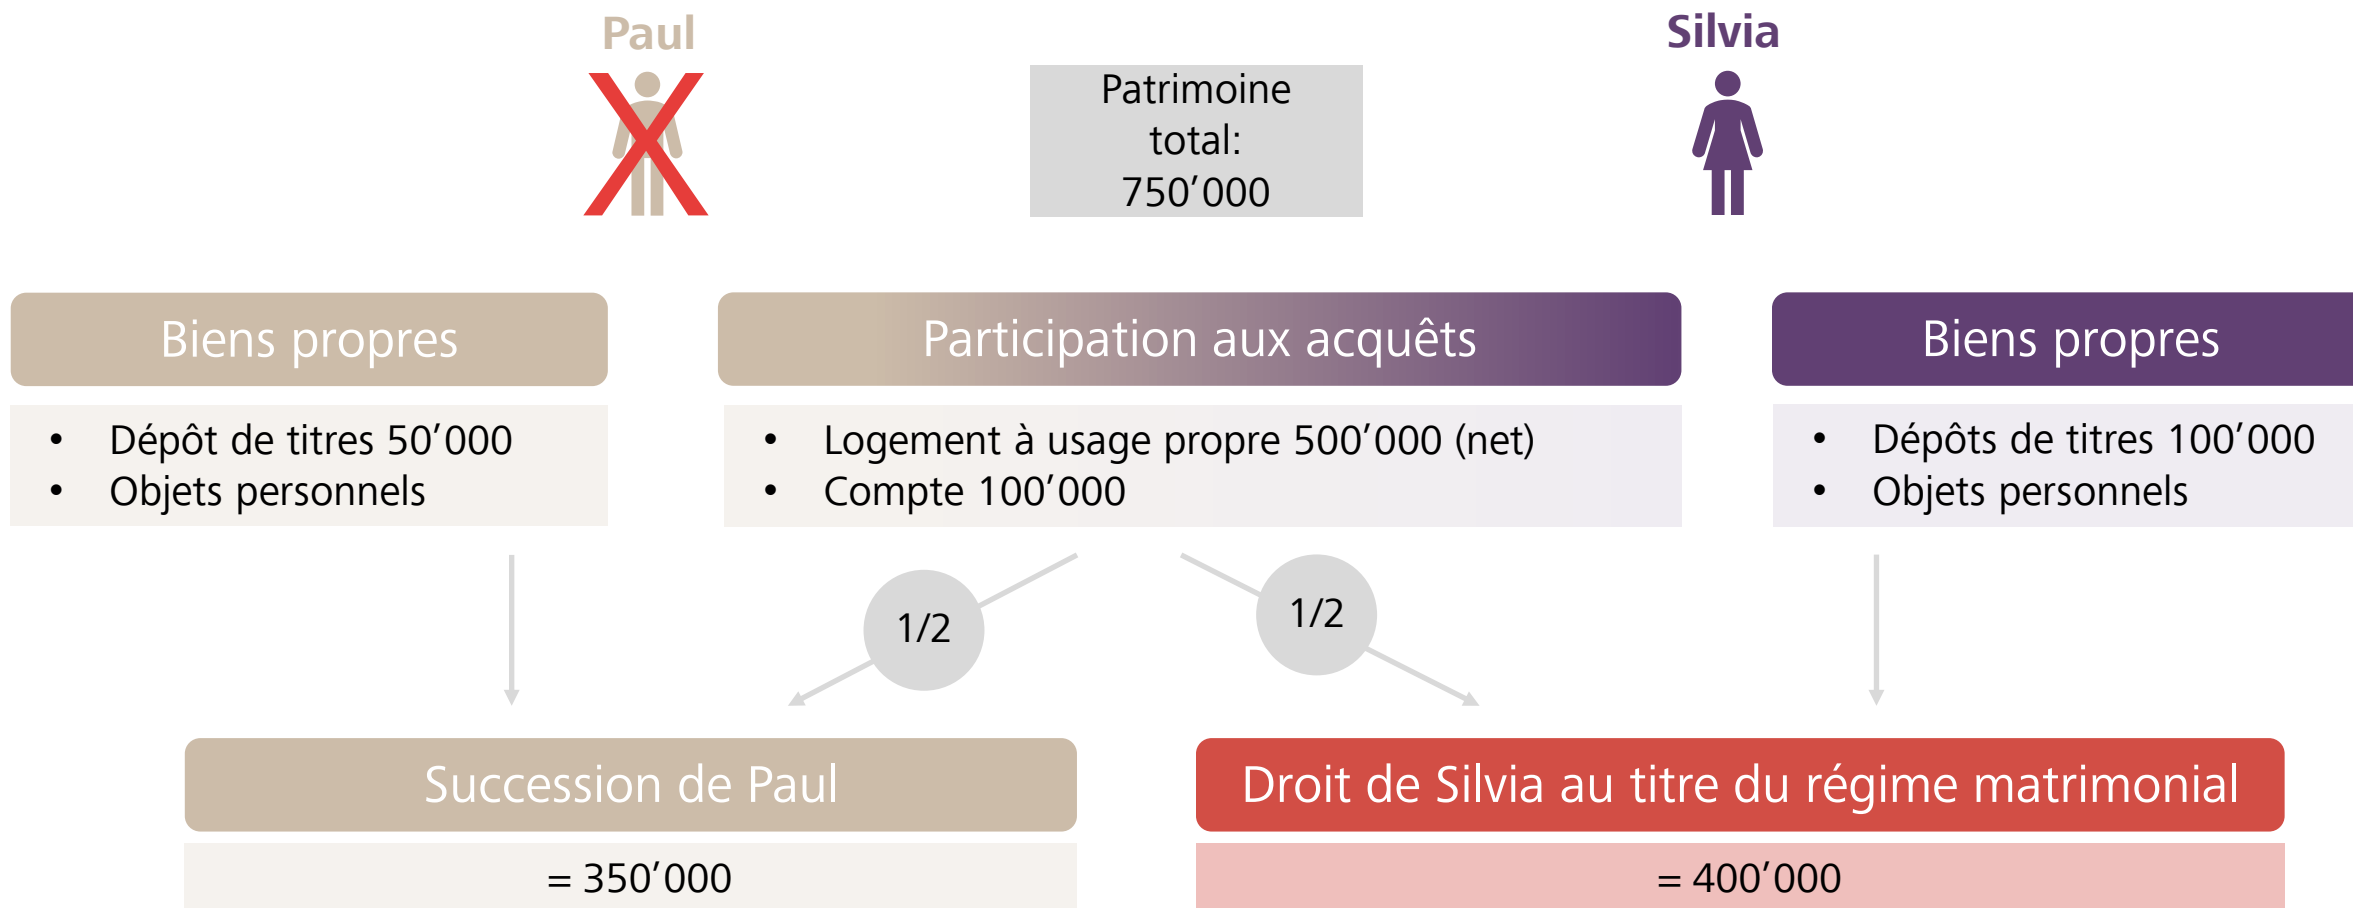 Paul
Silvia
Patrimoine
total:
750’000
Biens propres
Participation aux acquêts
Biens propres
• Dépôt de titres 50’000
• Objets personnels
• Logement à usage propre 500’000 (net)
• Compte 100’000
• Dépôts de titres 100’000
• Objets personnels
1/2
1/2
Succession de Paul
Droit de Silvia au titre du régime matrimonial
= 350’000
= 400’000